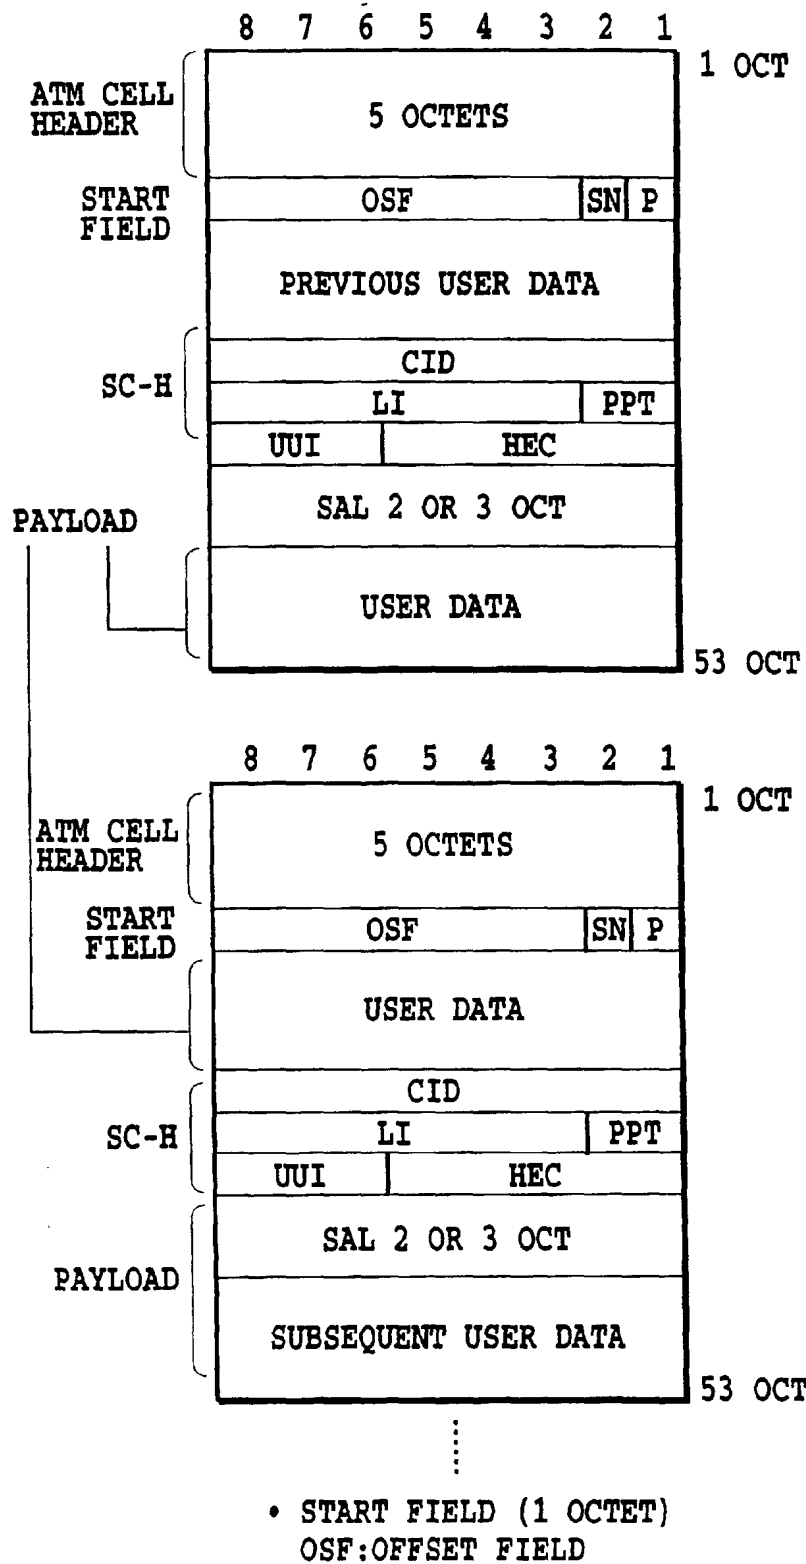 8 7 6 5 4 3 2 1
1 OCT
ATM CELL
HEADER
5 OCTETS
START
FIELD
OSF SN P
PREVIOUS USER DATA
SC-H
CID
LI PPT
UUI HEC
SAL 2 OR 3 OCT
PAYLOAD
USER DATA
53 OCT
8 7 6 5 4 3 2 1
1 OCT
ATM CELL
HEADER
5 OCTETS
START
FIELD
OSF SN P
USER DATA
SC-H
CID
LI PPT
UUI HEC
PAYLOAD
SAL 2 OR 3 OCT
SUBSEQUENT USER DATA
53 OCT
• START FIELD (1 OCTET)
OSF:OFFSET FIELD